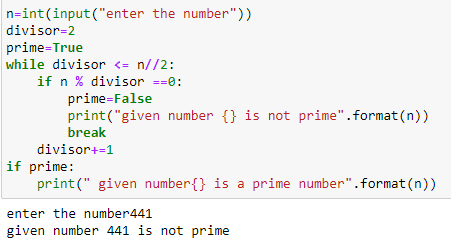 n=int(input("enter the number"))
divisor=2
prime=True
while divisor <= n//2:
    if n % divisor ==0:
        prime=False
        print("given number {} is not prime".format(n))
        break
    divisor+=1
if prime:
    print(" given number{} is a prime number".format(n))
enter the number441
given number 441 is not prime